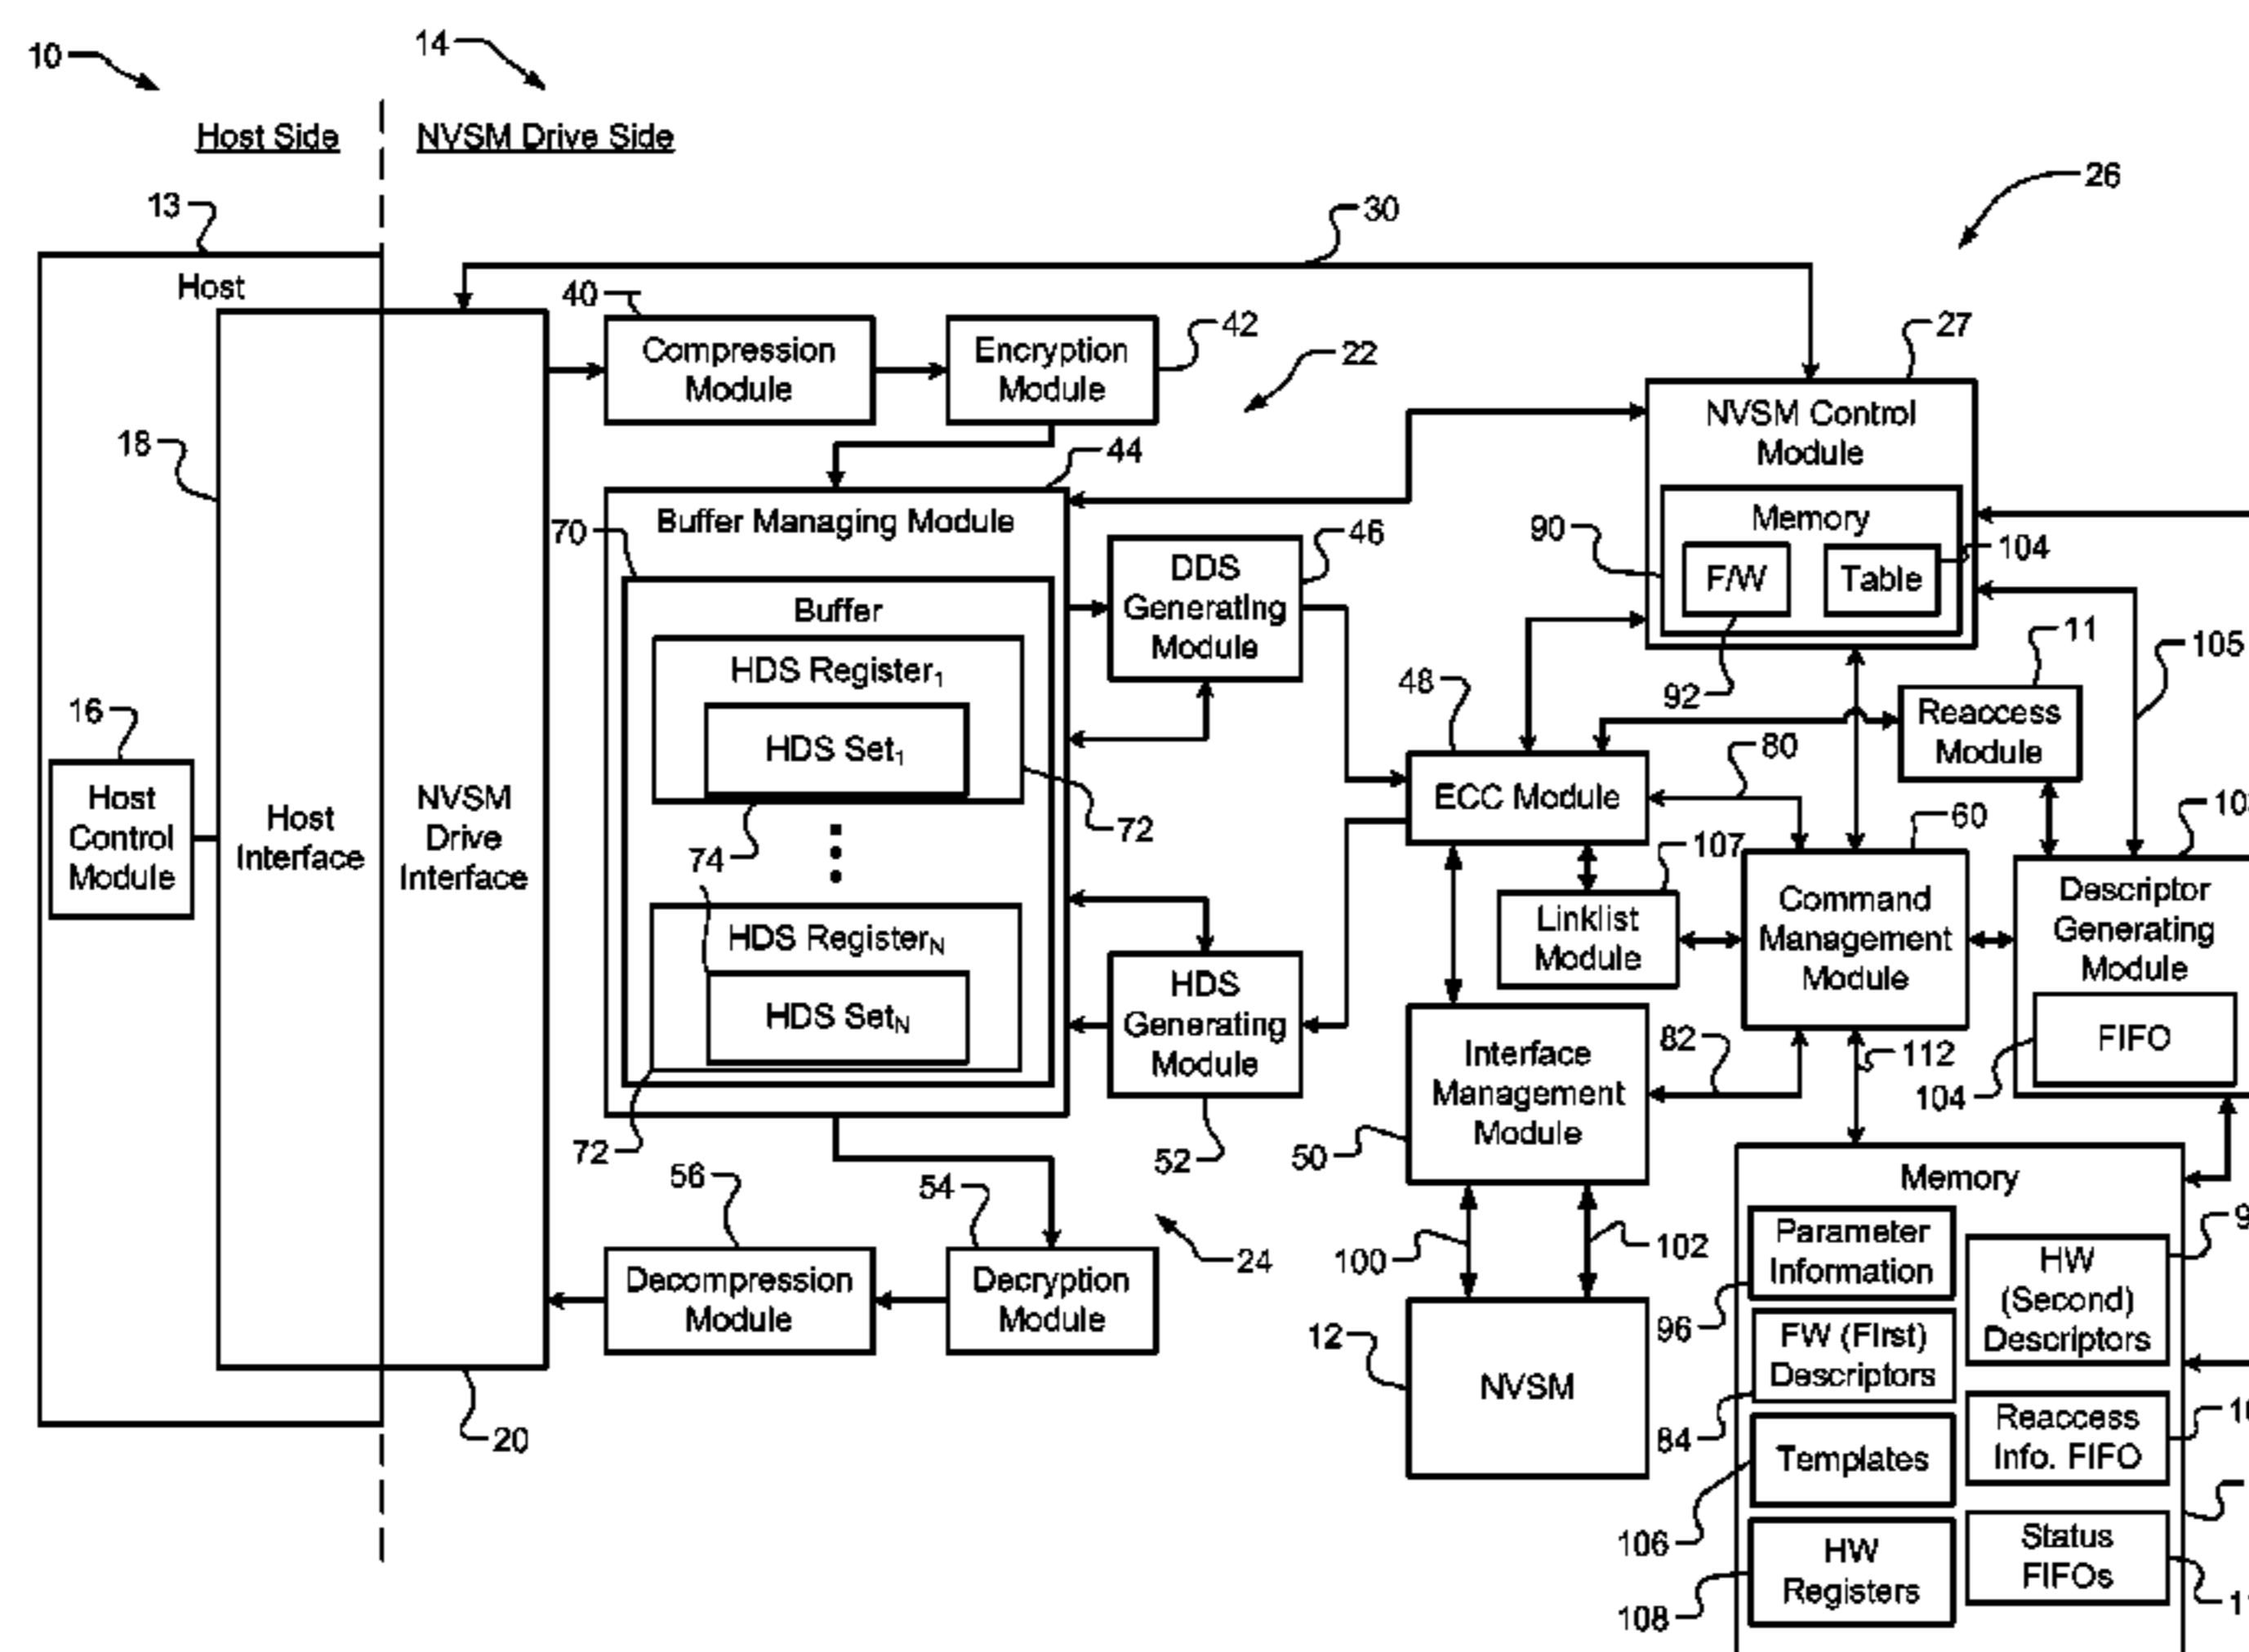 10
14
Host Side
NVSM Drive Side
26
13
30
Host
40
42
27
22
Compression
Module
Encryption
Module
NVSM Control
Module
18
44
Buffer Managing Module
70
46
90
Memory
104
F/W
Table
DDS
Generating
Module
Buffer
HDS Register1
HDS Set1
11
105
48
92
Reaccess
Module
16
80
Host
Control
Module
Host
Interface
NVSM
Drive
Interface
ECC Module
72
74
107
60
Descriptor
Generating
Module
Command
Management
Module
Linklist
Module
HDS RegisterN
HDS SetN
HDS
Generating
Module
FIFO
82
112
104
Interface
Management
Module
72
52
50
56
54
Memory
Parameter
Information
HW
(Second)
Descriptors
100
102
24
Decompression
Module
Decryption
Module
12
96
FW (FIrst)
Descriptors
NVSM
84
Reaccess
Info. FIFO
20
Templates
106
Status
FIFOs
HW
Registers
108